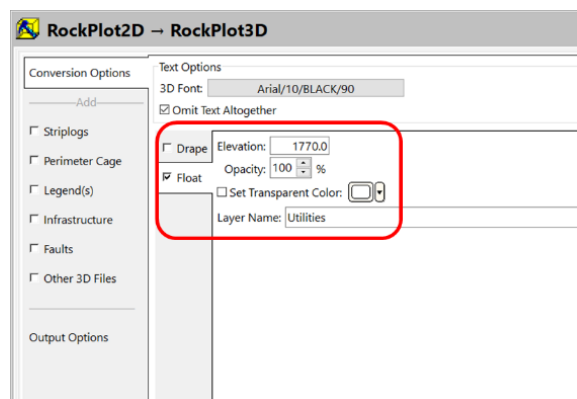 RockPlot2D → RockPlot3D
Conversion Options
Add
Striplogs
Perimeter Cage
Legend(s)
Infrastructure
Faults
Other 3D Files
Output Options
Text Options
3D Font: Arial/10/BLACK/90
Omit Text Altogether
Drape
Float
Elevation: 1770.0
Opacity: 100 %
Set Transparent Color:
Layer Name: Utilities